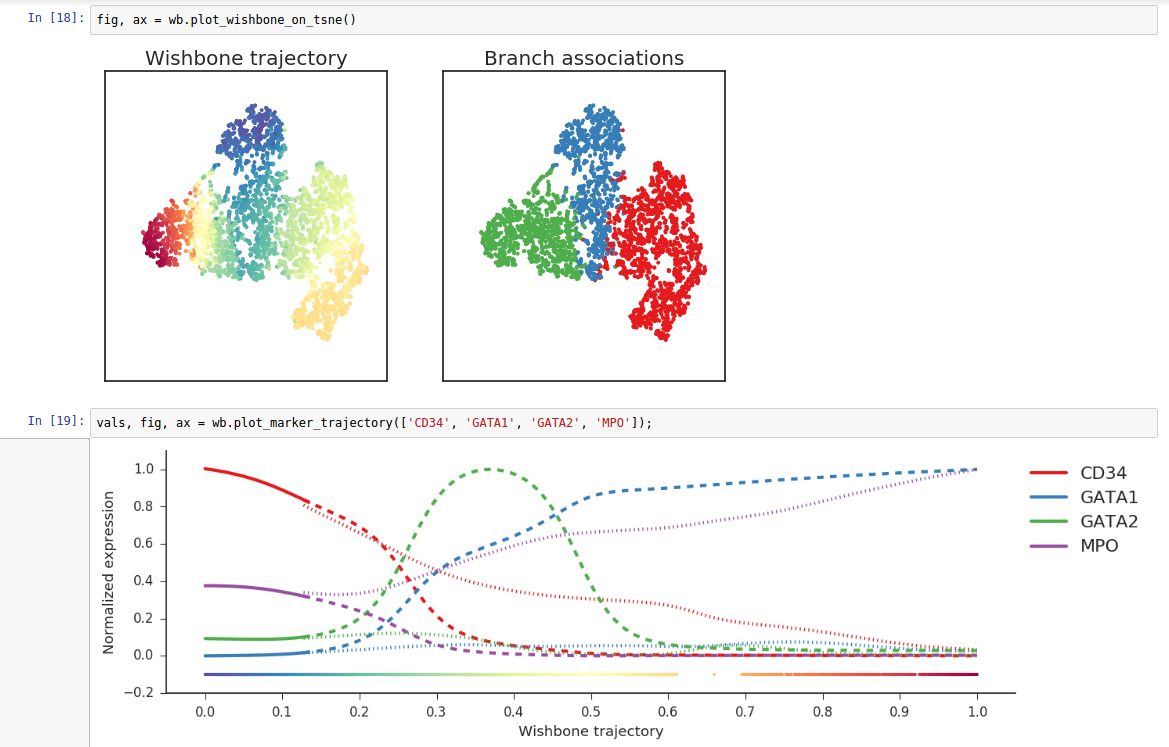 In [18]: fig, ax = wb.plot_wishbone_on_tsne()
Wishbone trajectory
Branch associations
In [19]: vals, fig, ax = wb.plot_marker_trajectory(['CD34', 'GATA1', 'GATA2', 'MPO']);
1.0
0.8
0.6
0.4
0.2
0.0
−0.2
Normalized expression
0.0 0.1 0.2 0.3 0.4 0.5 0.6 0.7 0.8 0.9 1.0
Wishbone trajectory
CD34
GATA1
GATA2
MPO